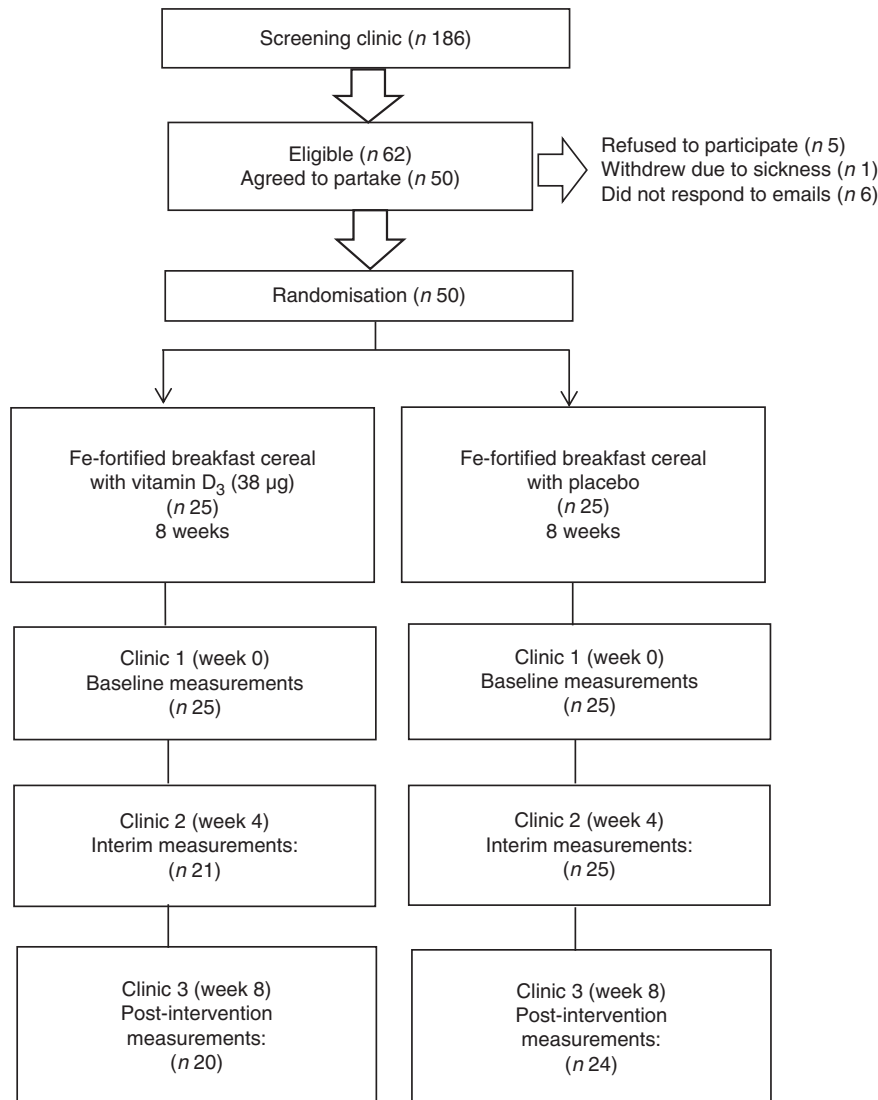 Screening clinic (n 186)
Eligible (n 62)
Agreed to partake (n 50)
Refused to participate (n 5)
Withdrew due to sickness (n 1)
Did not respond to emails (n 6)
Randomisation (n 50)
Fe-fortified breakfast cereal
with vitamin D3 (38 µg)
(n 25)
8 weeks
Fe-fortified breakfast cereal
with placebo
(n 25)
8 weeks
Clinic 1 (week 0)
Baseline measurements
(n 25)
Clinic 1 (week 0)
Baseline measurements
(n 25)
Clinic 2 (week 4)
Interim measurements:
(n 21)
Clinic 2 (week 4)
Interim measurements:
(n 25)
Clinic 3 (week 8)
Post-intervention
measurements:
(n 20)
Clinic 3 (week 8)
Post-intervention
measurements:
(n 24)